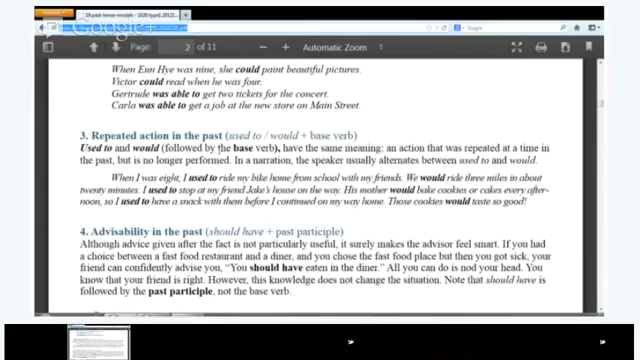 Google+
Page: 2 of 11
Automatic Zoom
When Eun Hye was nine, she could paint beautiful pictures.
Victor could read when he was four.
Gertrude was able to get two tickets for the concert.
Carla was able to get a job at the new store on Main Street.
3. Repeated action in the past (used to / would + base verb)
Used to and would (followed by the base verb), have the same meaning: an action that was repeated at a time in
the past, but is no longer performed. In a narration, the speaker usually alternates between used to and would.
When I was eight, I used to ride my bike home from school with my friends. We would ride three miles in about
twenty minutes. I used to stop at my friend Jake's house on the way. His mother would bake cookies or cakes every after-
noon, so I used to have a snack with them before I continued on my way home. Those cookies would taste so good!
4. Advisability in the past (should have + past participle)
Although advice given after the fact is not particularly useful, it surely makes the advisor feel smart. If you had
a choice between a fast food restaurant and a diner, and you chose the fast food place but then you got sick, your
friend can confidently advise you, "You should have eaten in the diner." All you can do is nod your head. You
know that your friend is right. However, this knowledge does not change the situation. Note that should have is
followed by the past participle, not the base verb.